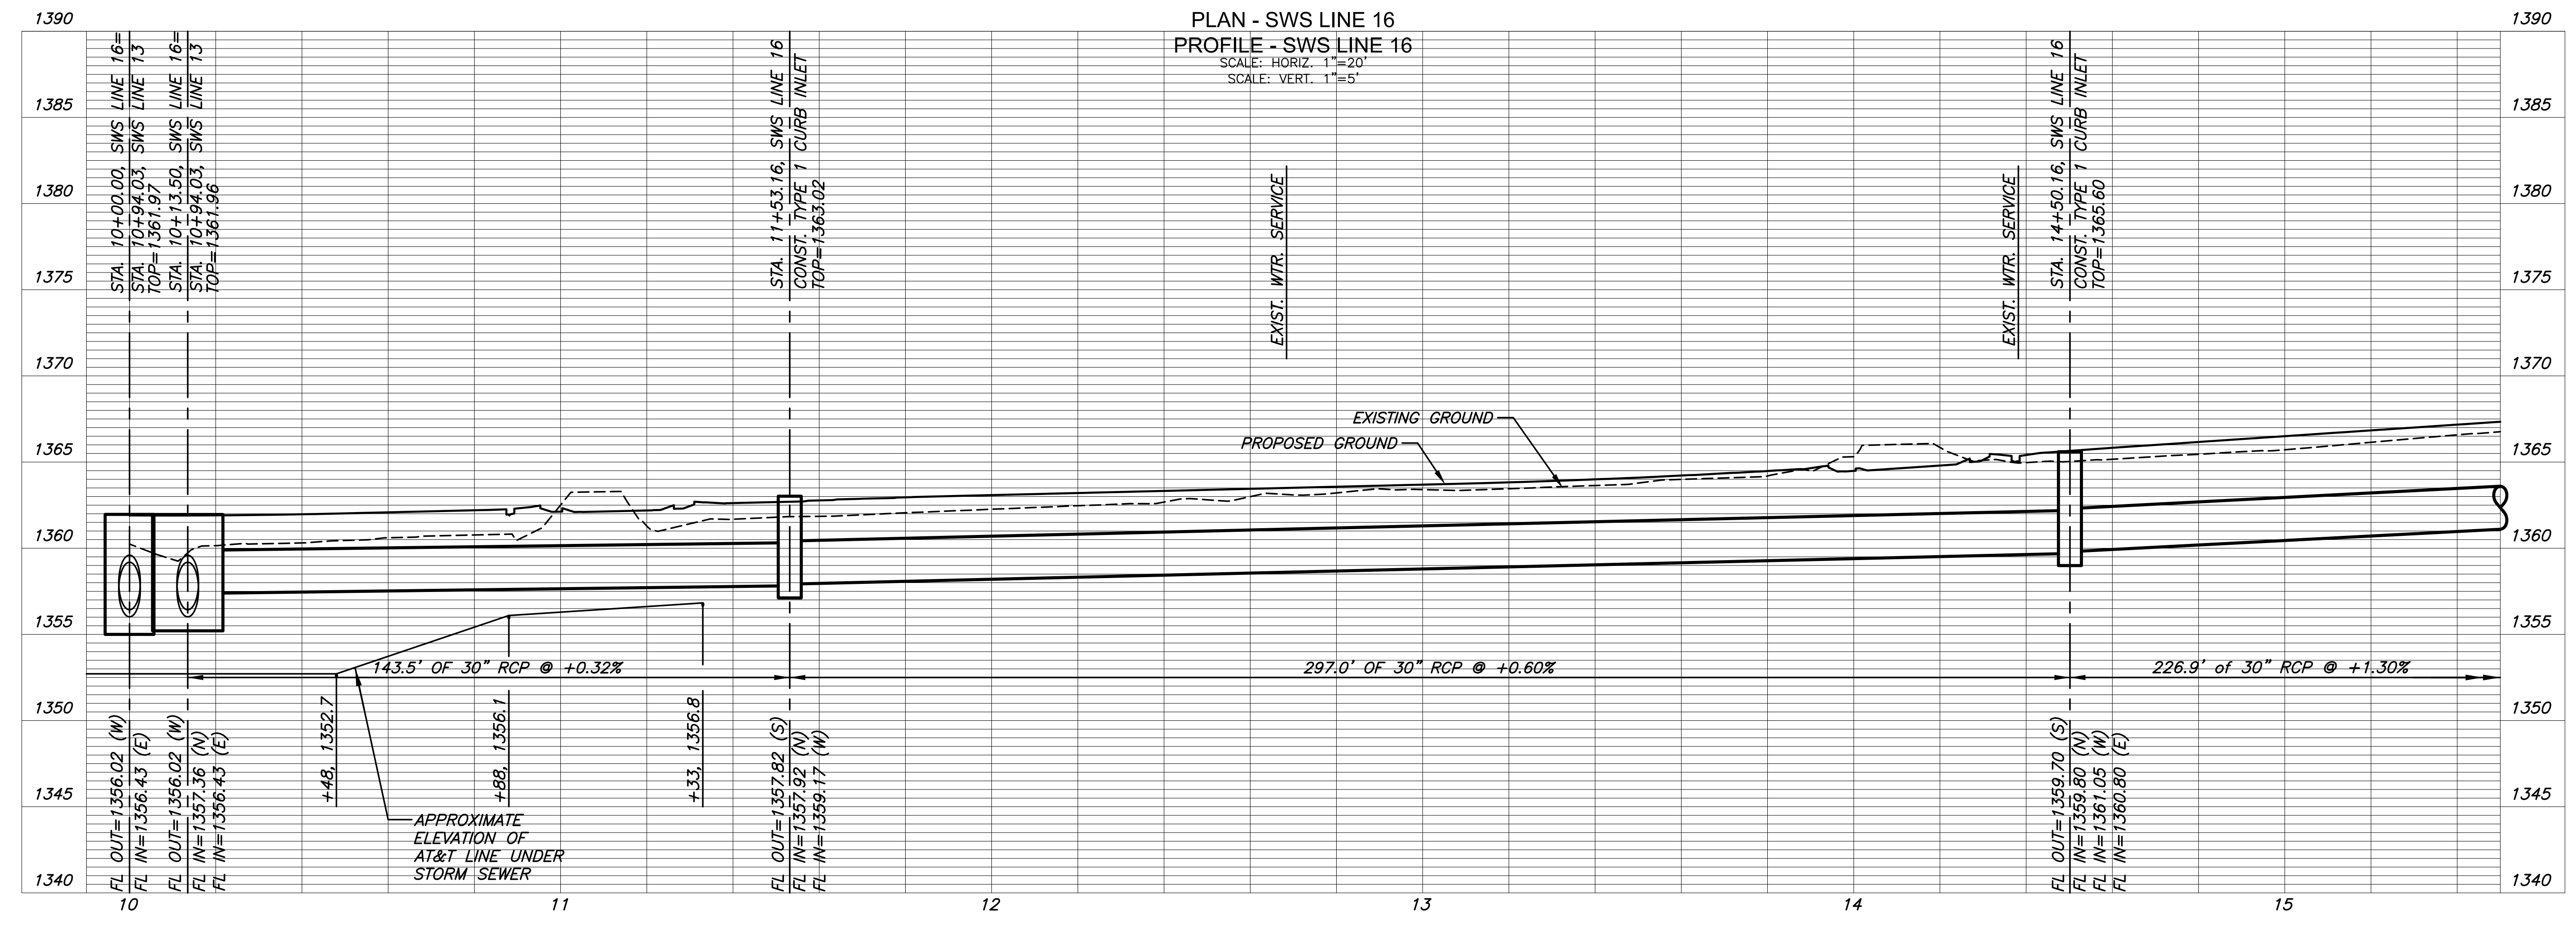 PLAN - SWS LINE 16
PROFILE - SWS LINE 16
SCALE: HORIZ. 1"=20'
SCALE: VERT. 1"=5'
1390
1385
1380
1375
1370
1365
1360
1355
1350
1345
1340
STA. 10+00.00, SWS LINE 16=
STA. 10+94.03, SWS LINE 13
TOP=1361.97
STA. 10+13.50, SWS LINE 16=
STA. 10+94.03, SWS LINE 13
TOP=1361.96
STA. 11+53.16, SWS LINE 16
CONST. TYPE 1 CURB INLET
TOP=1363.02
EXIST. WTR. SERVICE
EXIST. WTR. SERVICE
STA. 14+50.16, SWS LINE 16
CONST. TYPE 1 CURB INLET
TOP=1365.60
EXISTING GROUND
PROPOSED GROUND
143.5' OF 30" RCP @ +0.32%
297.0' OF 30" RCP @ +0.60%
226.9' of 30" RCP @ +1.30%
FL OUT=1356.02 (W)
FL IN=1356.43 (E)
FL OUT=1356.02 (W)
FL IN=1357.36 (N)
FL IN=1356.43 (E)
+48, 1352.7
+88, 1356.1
+33, 1356.8
APPROXIMATE
ELEVATION OF
AT&T LINE UNDER
STORM SEWER
FL OUT=1357.82 (S)
FL IN=1357.92 (N)
FL IN=1359.17 (W)
FL OUT=1359.70 (S)
FL IN=1359.80 (N)
FL IN=1361.05 (W)
FL IN=1360.80 (E)
1390
1385
1380
1375
1370
1365
1360
1355
1350
1345
1340
10
11
12
13
14
15